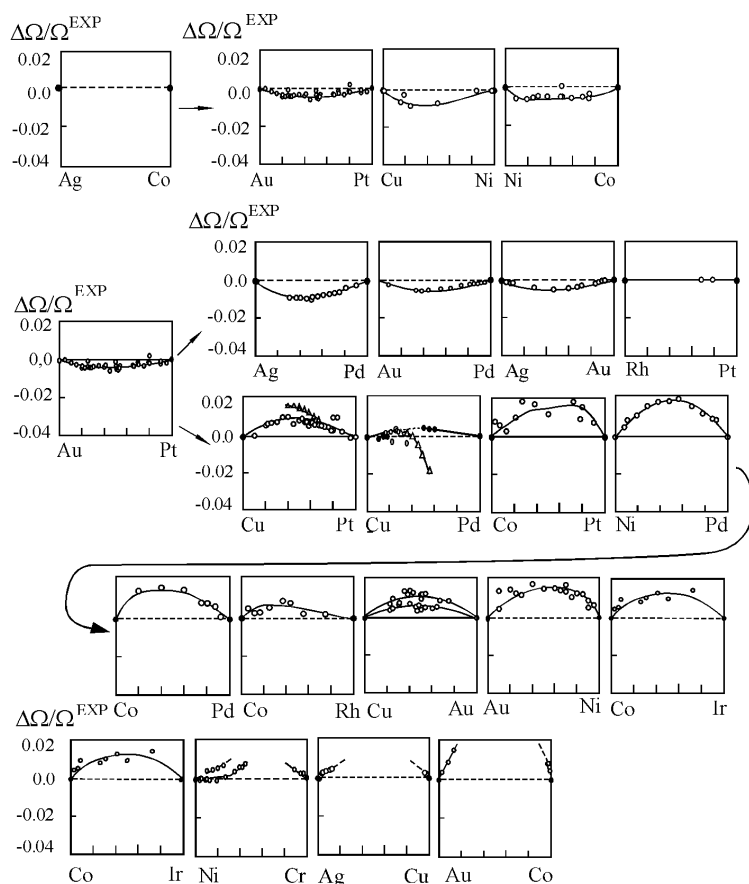 ΔΩ/Ω^EXP ΔΩ/Ω^EXP
0.02 0.02
0.0 0.0
-0.02 -0.02
-0.04 -0.04
Ag Co Au Pt Cu Ni Ni Co
ΔΩ/Ω^EXP
0.02
0.0
-0.02
-0.04
Ag Pd Au Pd Ag Au Rh Pt
ΔΩ/Ω^EXP
0.02
0,0
-0.02
-0.04
Au Pt
0.02
0.0
-0.02
-0.04
Cu Pt Cu Pd Co Pt Ni Pd
Co Pd Co Rh Cu Au Au Ni Co Ir
ΔΩ/Ω^EXP
0.02
0.0
-0.02
-0.04
Co Ir Ni Cr Ag Cu Au Co